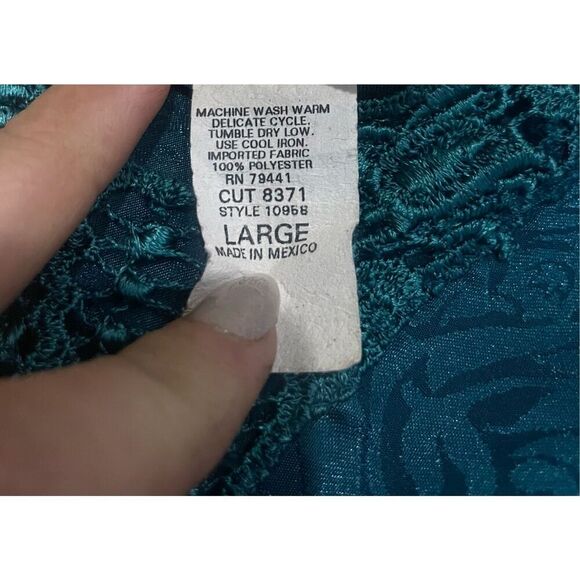 MACHINE WASH WARM
DELICATE CYCLE.
TUMBLE DRY LOW.
USE COOL IRON.
IMPORTED FABRIC
100% POLYESTER
RN 79441
CUT 8371
STYLE 10958
LARGE
MADE IN MEXICO